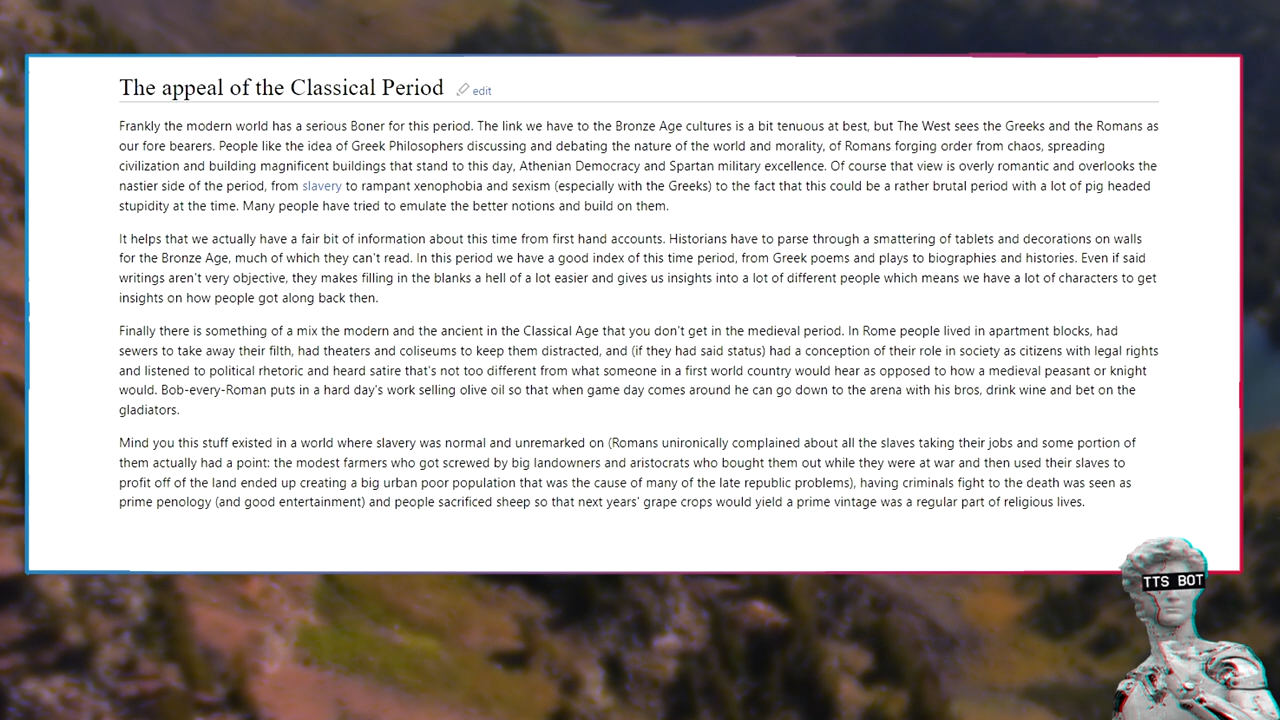 The appeal of the Classical Period edit
Frankly the modern world has a serious Boner for this period. The link we have to the Bronze Age cultures is a bit tenuous at best, but The West sees the Greeks and the Romans as
our fore bearers. People like the idea of Greek Philosophers discussing and debating the nature of the world and morality, of Romans forging order from chaos, spreading
civilization and building magnificent buildings that stand to this day, Athenian Democracy and Spartan military excellence. Of course that view is overly romantic and overlooks the
nastier side of the period, from slavery to rampant xenophobia and sexism (especially with the Greeks) to the fact that this could be a rather brutal period with a lot of pig headed
stupidity at the time. Many people have tried to emulate the better notions and build on them.
It helps that we actually have a fair bit of information about this time from first hand accounts. Historians have to parse through a smattering of tablets and decorations on walls
for the Bronze Age, much of which they can't read. In this period we have a good index of this time period, from Greek poems and plays to biographies and histories. Even if said
writings aren't very objective, they makes filling in the blanks a hell of a lot easier and gives us insights into a lot of different people which means we have a lot of characters to get
insights on how people got along back then.
Finally there is something of a mix the modern and the ancient in the Classical Age that you don't get in the medieval period. In Rome people lived in apartment blocks, had
sewers to take away their filth, had theaters and coliseums to keep them distracted, and (if they had said status) had a conception of their role in society as citizens with legal rights
and listened to political rhetoric and heard satire that's not too different from what someone in a first world country would hear as opposed to how a medieval peasant or knight
would. Bob-every-Roman puts in a hard day's work selling olive oil so that when game day comes around he can go down to the arena with his bros, drink wine and bet on the
gladiators.
Mind you this stuff existed in a world where slavery was normal and unremarked on (Romans unironically complained about all the slaves taking their jobs and some portion of
them actually had a point: the modest farmers who got screwed by big landowners and aristocrats who bought them out while they were at war and then used their slaves to
profit off of the land ended up creating a big urban poor population that was the cause of many of the late republic problems), having criminals fight to the death was seen as
prime penology (and good entertainment) and people sacrificed sheep so that next years' grape crops would yield a prime vintage was a regular part of religious lives.
TTS BOT